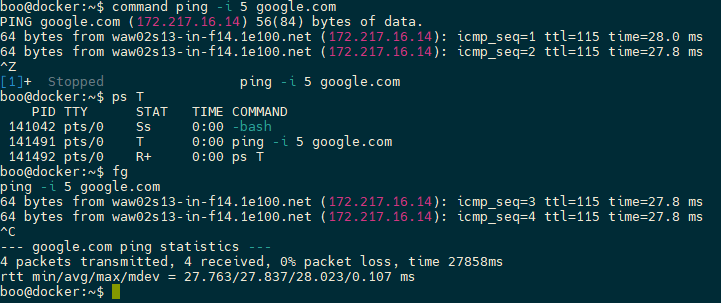 boo@docker:~$ command ping -i 5 google.com
PING google.com (172.217.16.14) 56(84) bytes of data.
64 bytes from waw02s13-in-f14.1e100.net (172.217.16.14): icmp_seq=1 ttl=115 time=28.0 ms
64 bytes from waw02s13-in-f14.1e100.net (172.217.16.14): icmp_seq=2 ttl=115 time=27.8 ms
^Z
[1]+  Stopped                 ping -i 5 google.com
boo@docker:~$ ps T
    PID TTY      STAT   TIME COMMAND
 141042 pts/0    Ss     0:00 -bash
 141491 pts/0    T      0:00 ping -i 5 google.com
 141492 pts/0    R+     0:00 ps T
boo@docker:~$ fg
ping -i 5 google.com
64 bytes from waw02s13-in-f14.1e100.net (172.217.16.14): icmp_seq=3 ttl=115 time=27.8 ms
64 bytes from waw02s13-in-f14.1e100.net (172.217.16.14): icmp_seq=4 ttl=115 time=27.8 ms
^C
--- google.com ping statistics ---
4 packets transmitted, 4 received, 0% packet loss, time 27858ms
rtt min/avg/max/mdev = 27.763/27.837/28.023/0.107 ms
boo@docker:~$